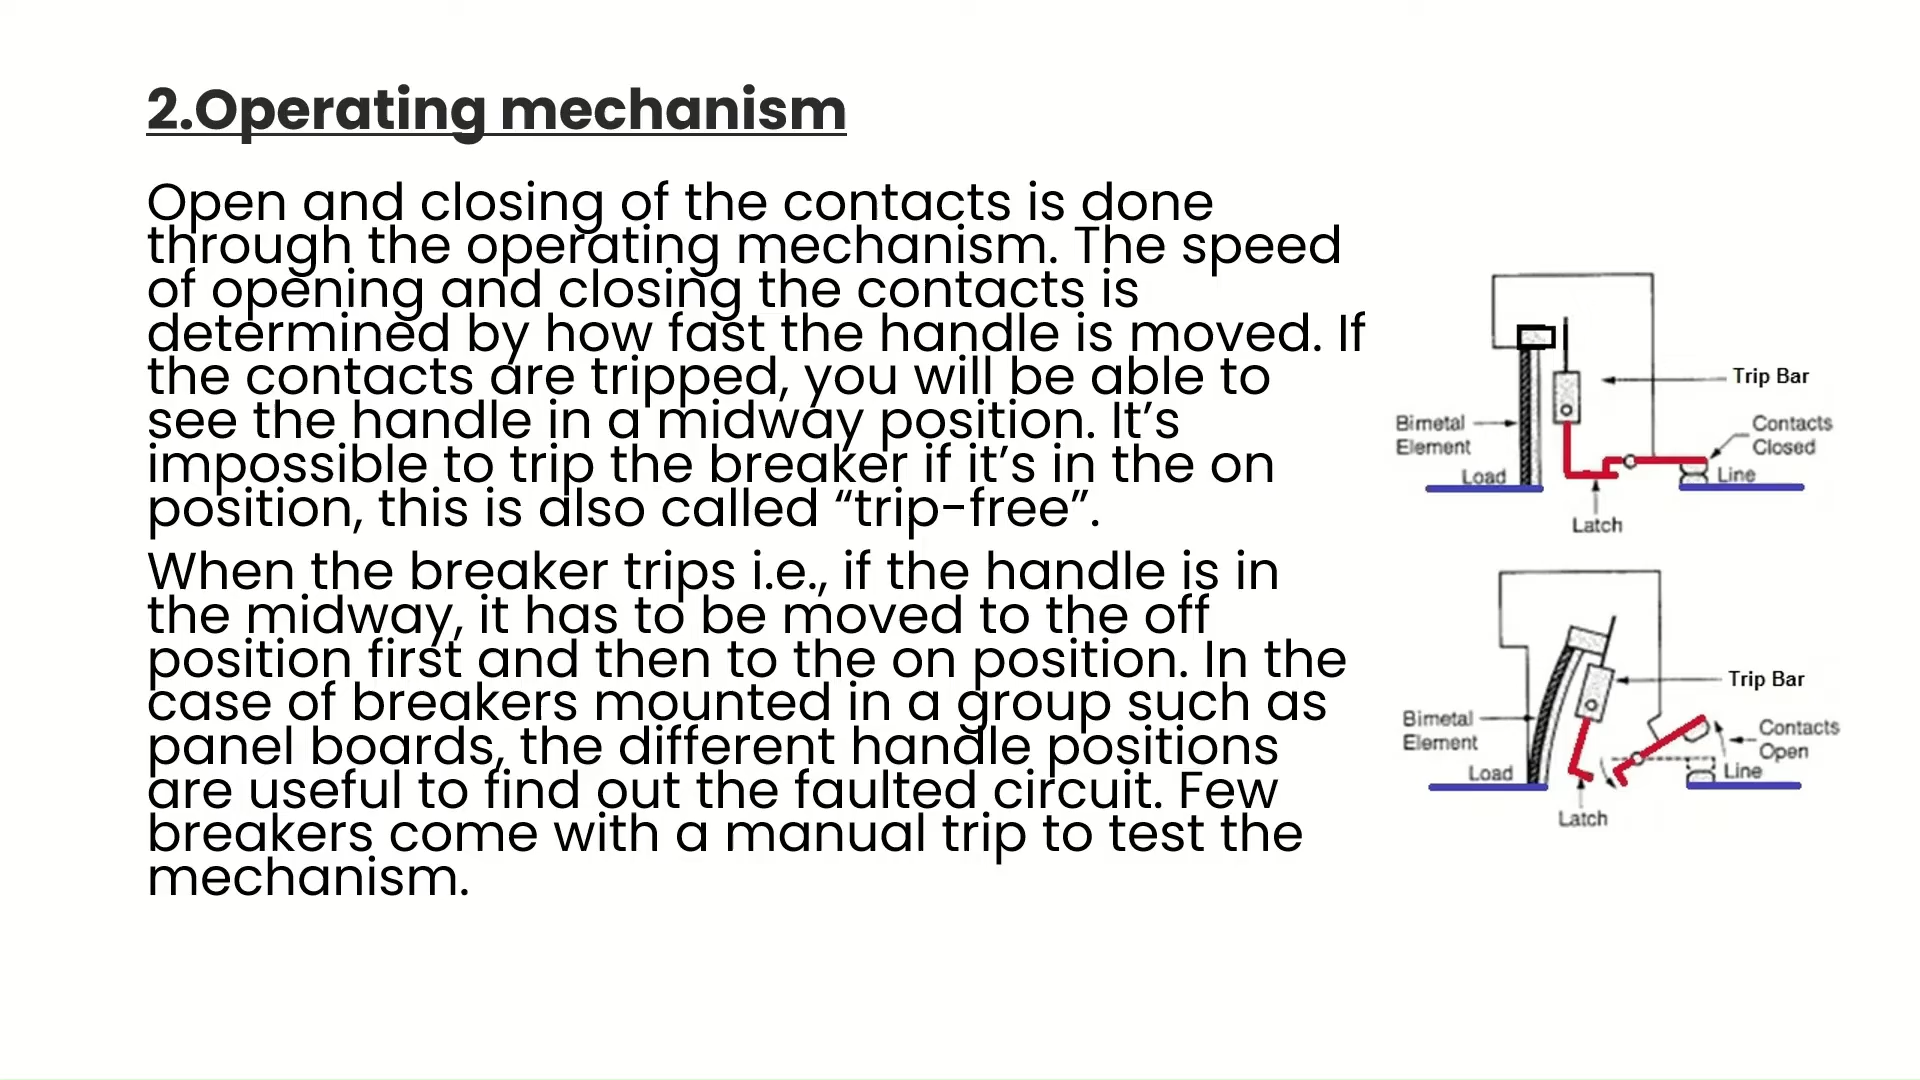 2.Operating mechanism
Open and closing of the contacts is done
through the operating mechanism. The speed
of opening and closing the contacts is
determined by how fast the handle is moved. If
the contacts are tripped, you will be able to
see the handle in a midway position. It’s
impossible to trip the breaker if it’s in the on
position, this is also called “trip-free”.
When the breaker trips i.e., if the handle is in
the midway, it has to be moved to the off
position first and then to the on position. In the
case of breakers mounted in a group such as
panel boards, the different handle positions
are useful to find out the faulted circuit. Few
breakers come with a manual trip to test the
mechanism.
Trip Bar
Bimetal
Element
Contacts
Closed
Load
Line
Latch
Trip Bar
Bimetal
Element
Contacts
Open
Load
Line
Latch